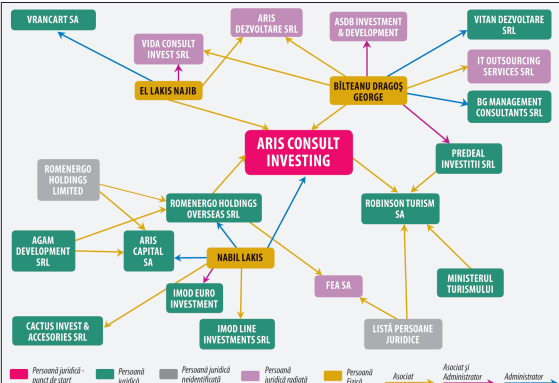 VRANCART SA
ARIS
DEZVOLTARE SRL
ASDB INVESTMENT
& DEVELOPMENT
VITAN DEZVOLTARE
SRL
VIDA CONSULT
INVEST SRL
IT OUTSOURCING
SERVICES SRL
EL LAKIS NAJIB
BÎLTEANU DRAGOȘ
GEORGE
BG MANAGEMENT
CONSULTANTS SRL
ARIS CONSULT
INVESTING
PREDEAL
INVESTITII SRL
ROMENERGO
HOLDINGS
LIMITED
ROMENERGO HOLDINGS
OVERSEAS SRL
ROBINSON TURISM
SA
AGAM
DEVELOPMENT
SRL
ARIS
CAPITAL
SA
NABIL LAKIS
FEA SA
MINISTERUL
TURISMULUI
IMOD EURO
INVESTMENT
CACTUS INVEST &
ACCESORIES SRL
IMOD LINE
INVESTMENTS SRL
LISTĂ PERSOANE
JURIDICE
Persoană juridică -
punct de start
Persoană
juridică
Persoană juridică
neidentificată
Persoană
juridică radiată
Persoană
Fizică
Asociat
Asociat și
Administrator
Administrator